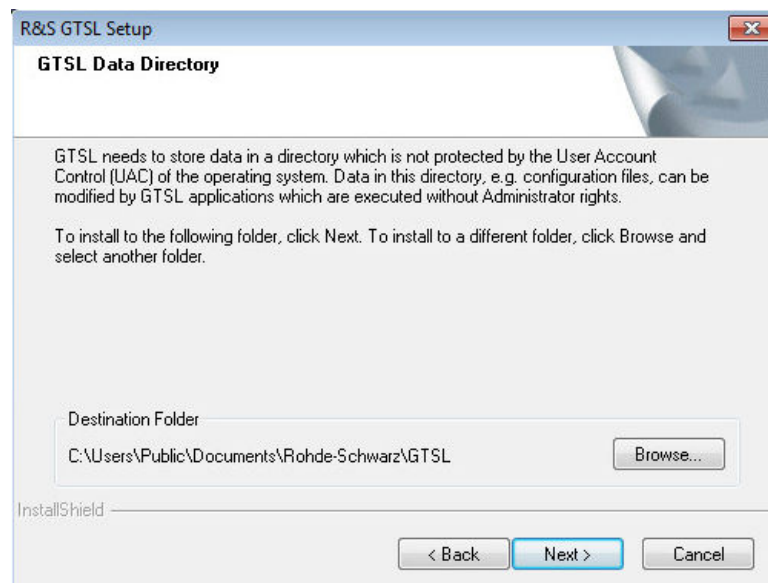 R&S GTSL Setup
GTSL Data Directory
GTSL needs to store data in a directory which is not protected by the User Account
Control (UAC) of the operating system. Data in this directory, e.g. configuration files, can be
modified by GTSL applications which are executed without Administrator rights.
To install to the following folder, click Next. To install to a different folder, click Browse and
select another folder.
Destination Folder
C:\Users\Public\Documents\Rohde-Schwarz\GTSL
Browse...
InstallShield
< Back
Next >
Cancel